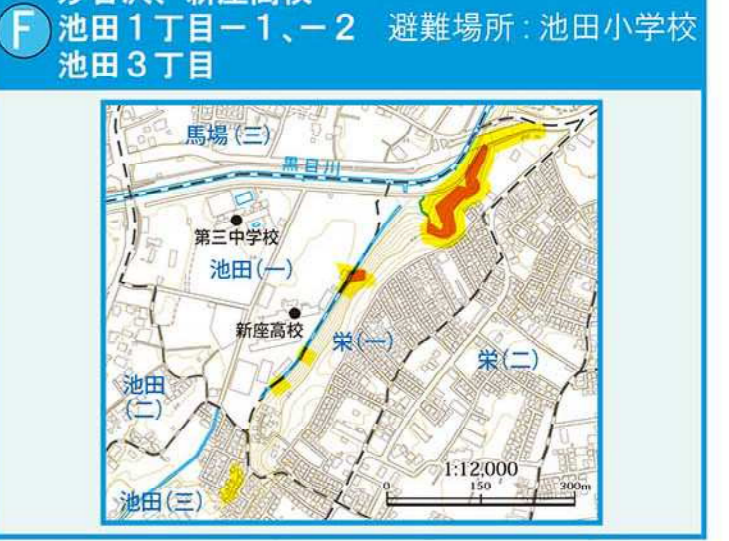 F
池田1丁目－1、－2 避難場所：池田小学校
池田3丁目
馬場（三）
黒目川
第三中学校
池田（一）
新座高校
栄（一）
栄（二）
池田
（二）
池田（三）
1:12,000
0 150 300m